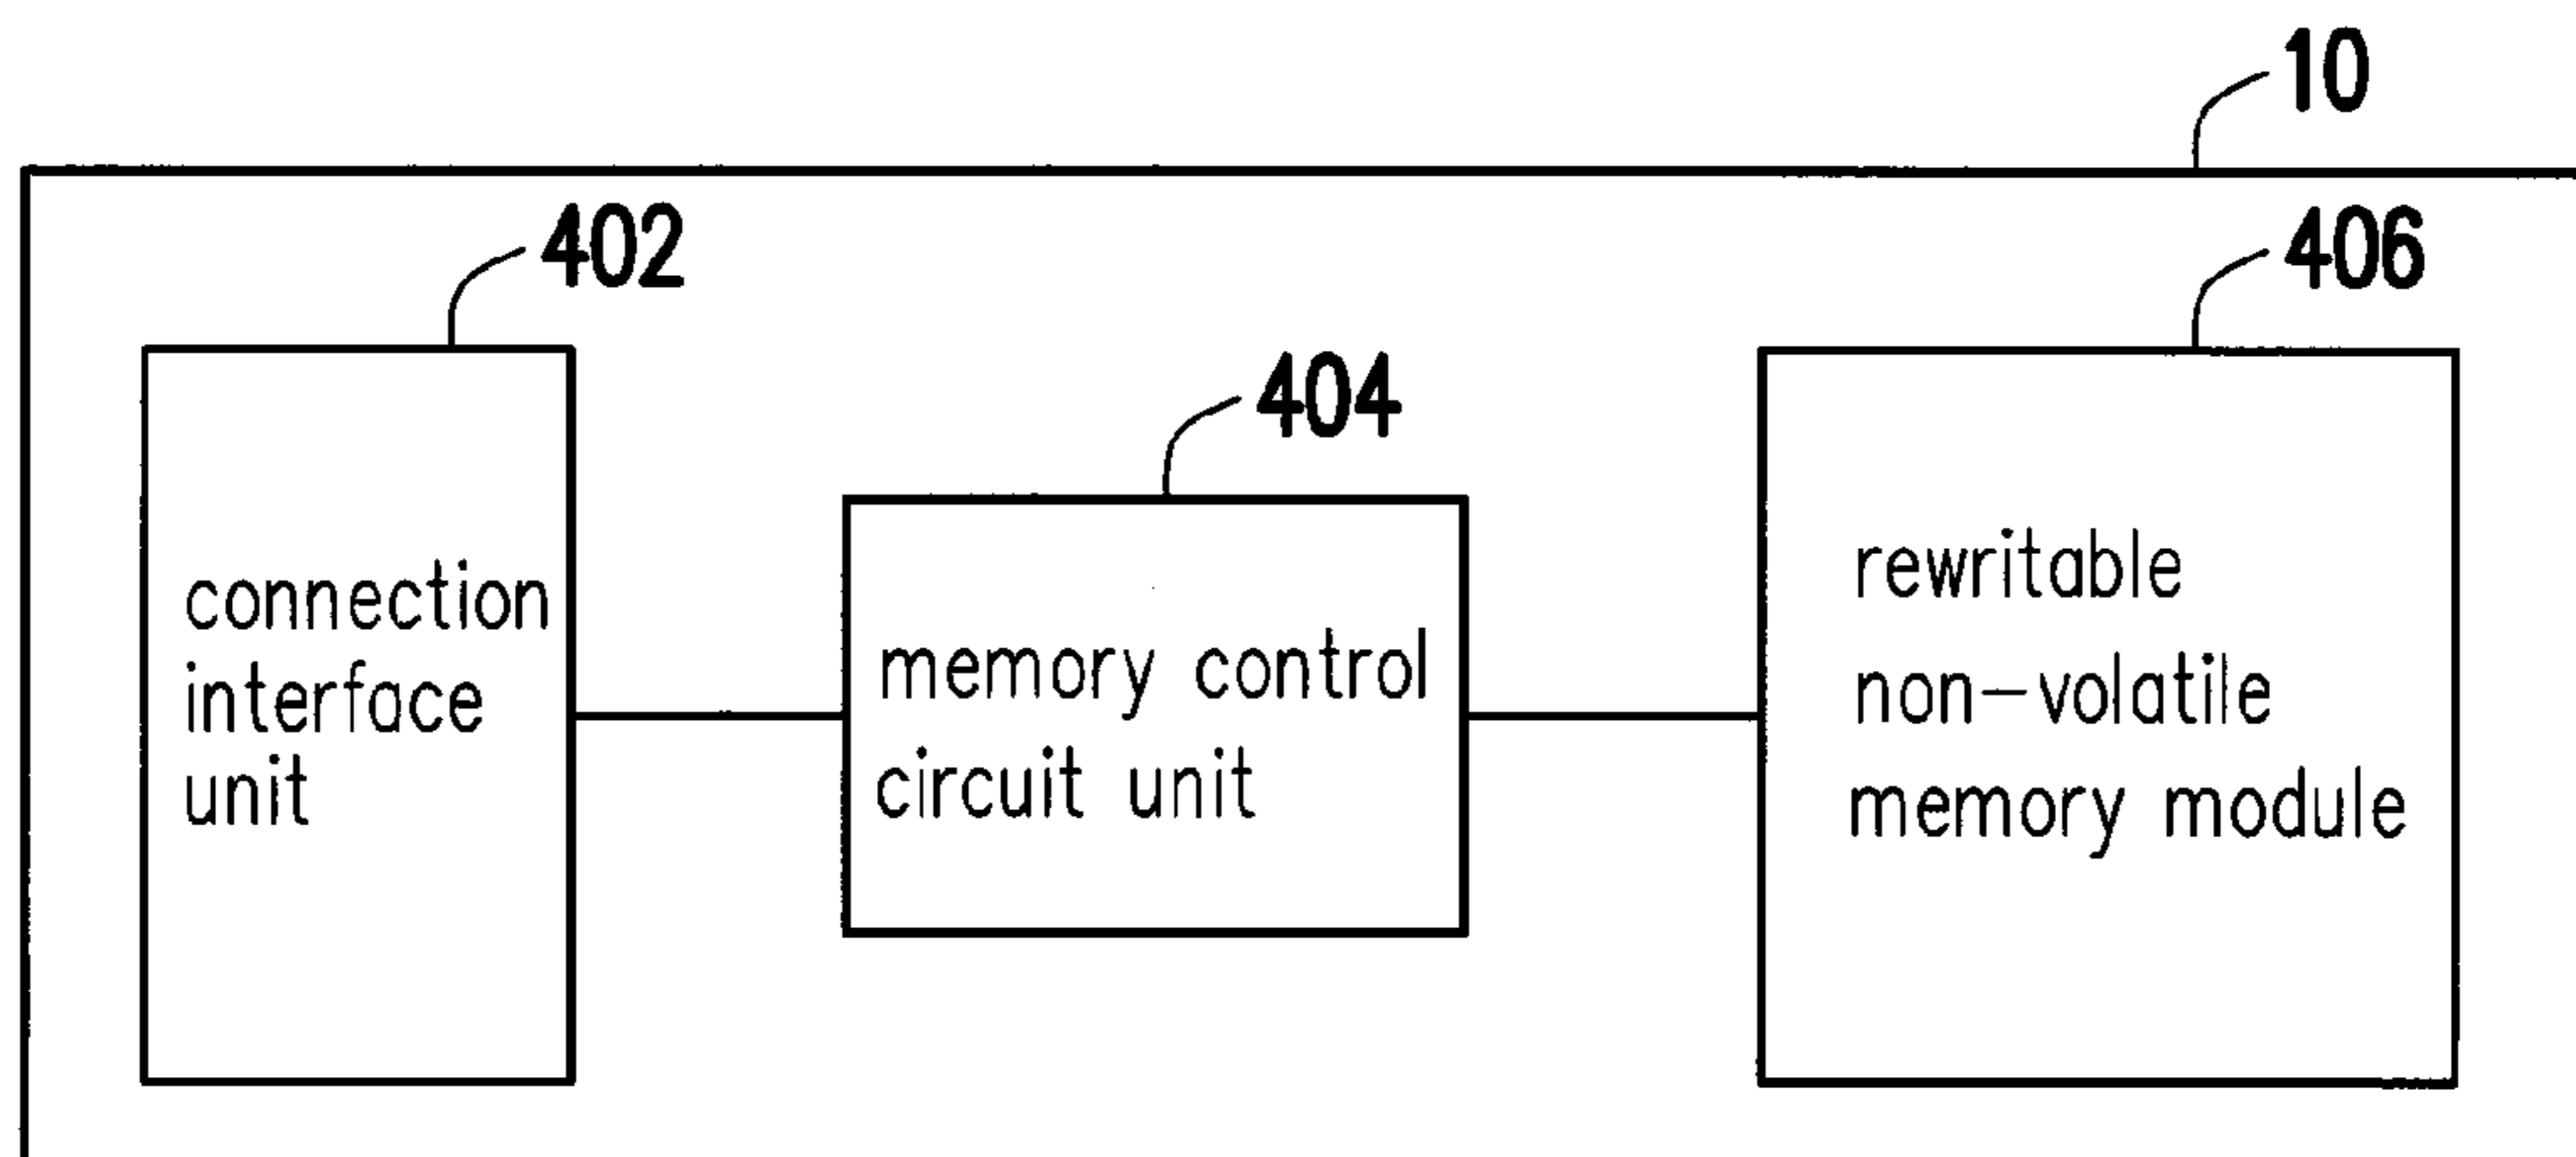 10
402
406
404
connection
interface
unit
memory control
circuit unit
rewritable
non-volatile
memory module